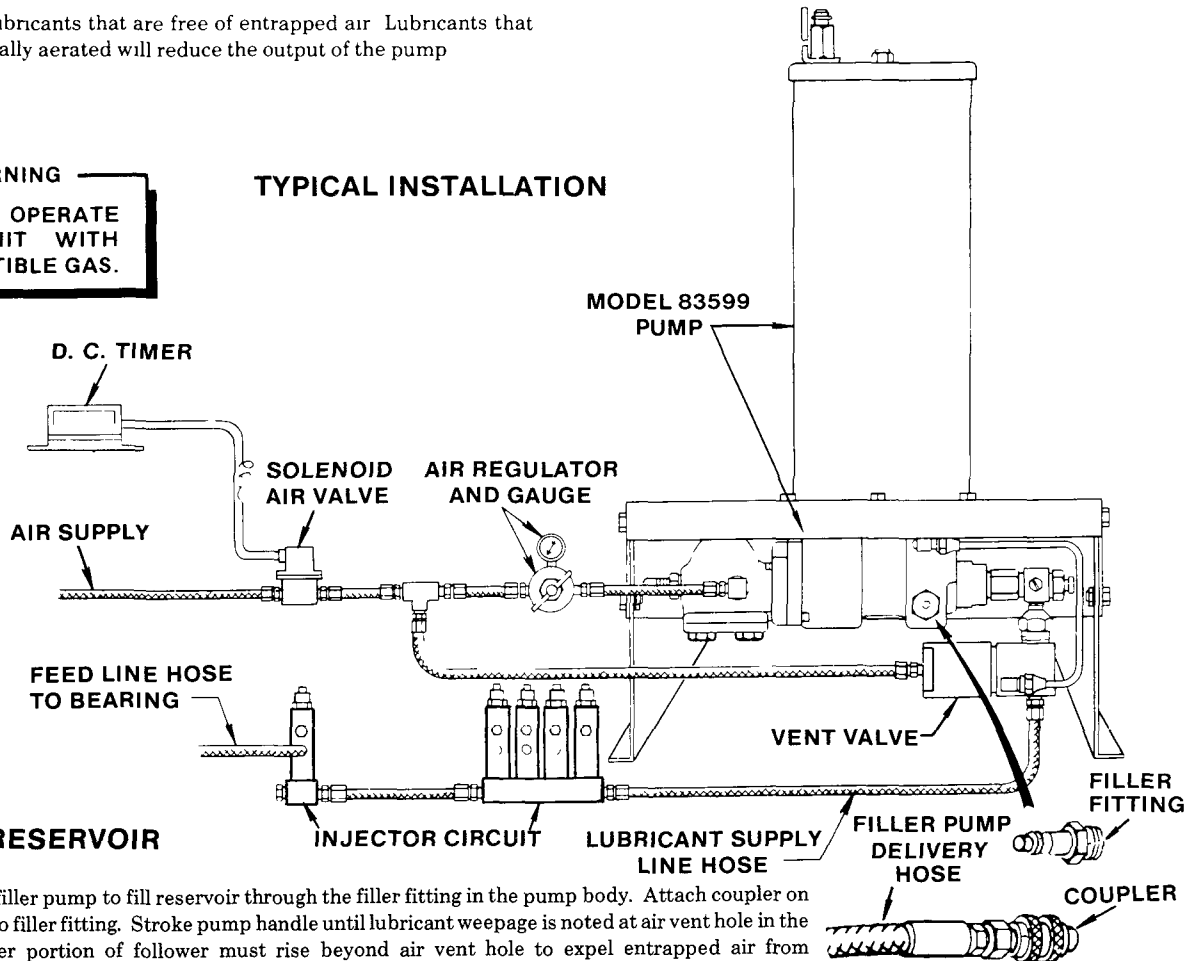 ubricants that are free of entrapped air Lubricants that
ally aerated will reduce the output of the pump
RNING
OPERATE
IIT WITH
TIBLE GAS.
TYPICAL INSTALLATION
MODEL 83599
PUMP
D. C. TIMER
SOLENOID
AIR VALVE
AIR REGULATOR
AND GAUGE
AIR SUPPLY
FEED LINE HOSE
TO BEARING
VENT VALVE
FILLER
FITTING
INJECTOR CIRCUIT
LUBRICANT SUPPLY
LINE HOSE
FILLER PUMP
DELIVERY
HOSE
COUPLER
RESERVOIR
filler pump to fill reservoir through the filler fitting in the pump body. Attach coupler on
o filler fitting. Stroke pump handle until lubricant weepage is noted at air vent hole in the
er portion of follower must rise beyond air vent hole to expel entrapped air from